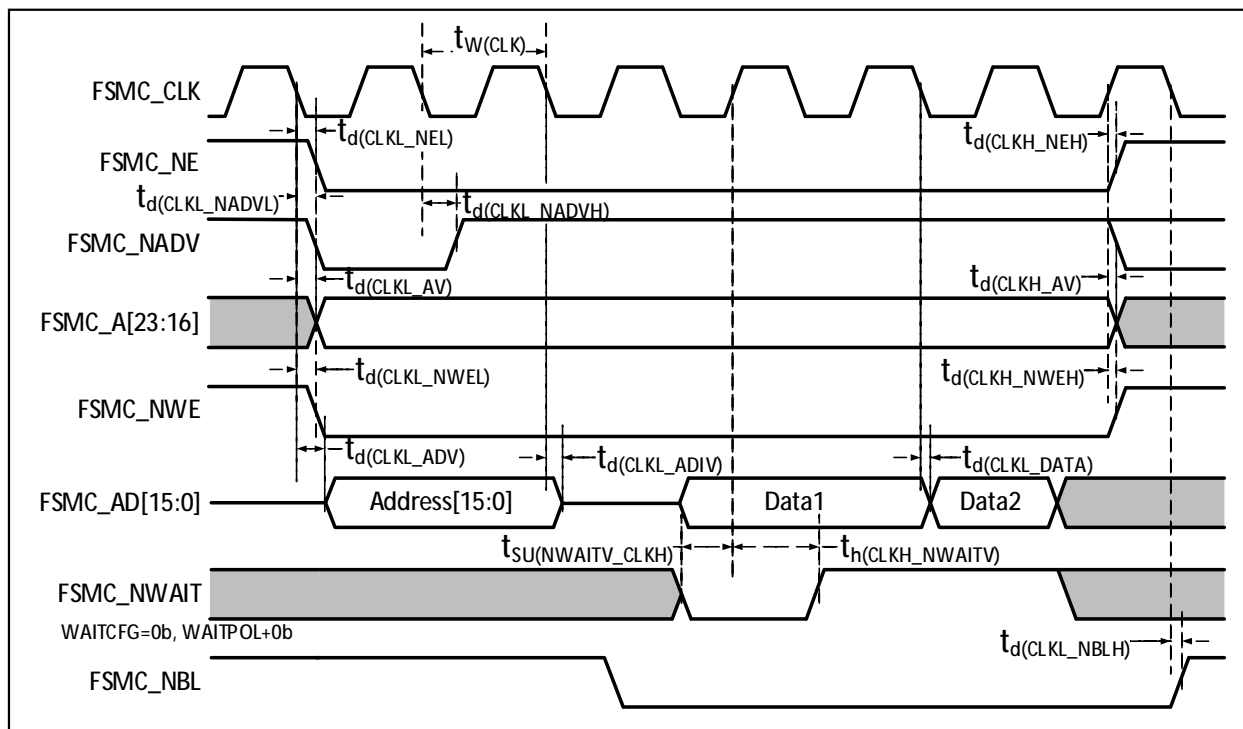 tW(CLK)
FSMC_CLK
td(CLKL_NEL)
td(CLKH_NEH)
FSMC_NE
td(CLKL_NADVL)
td(CLKL_NADVH)
FSMC_NADV
td(CLKL_AV)
td(CLKH_AV)
FSMC_A[23:16]
td(CLKL_NWEL)
td(CLKH_NWEH)
FSMC_NWE
td(CLKL_ADV)
td(CLKL_ADIV)
td(CLKL_DATA)
FSMC_AD[15:0]
Address[15:0]
Data1
Data2
tSU(NWAITV_CLKH)
th(CLKH_NWAITV)
FSMC_NWAIT
WAITCFG=0b, WAITPOL+0b
td(CLKL_NBLH)
FSMC_NBL